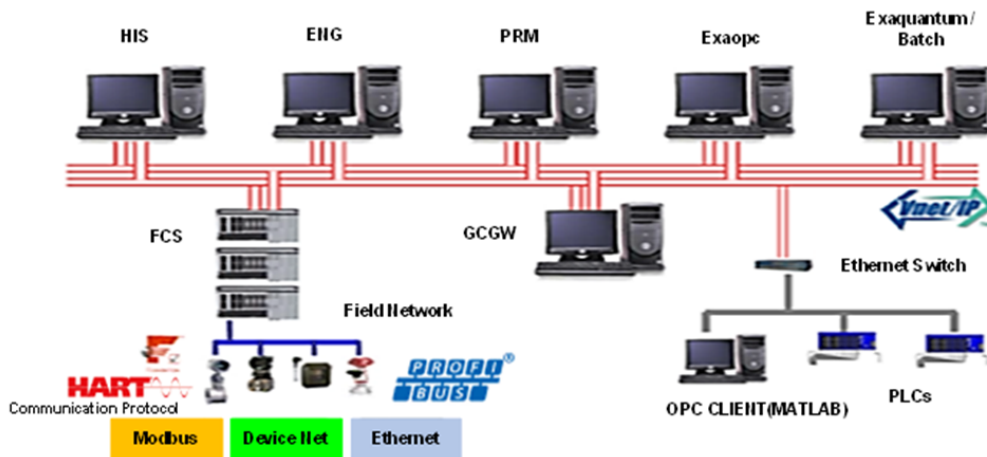 HIS
ENG
PRM
Exaopc
Exaquantum /
Batch
Vnet/IP
FCS
GCGW
Ethernet Switch
Field Network
HART
PROFI
BUS®
Communication Protocol
OPC CLIENT(MATLAB)
PLCs
Modbus
Device Net
Ethernet